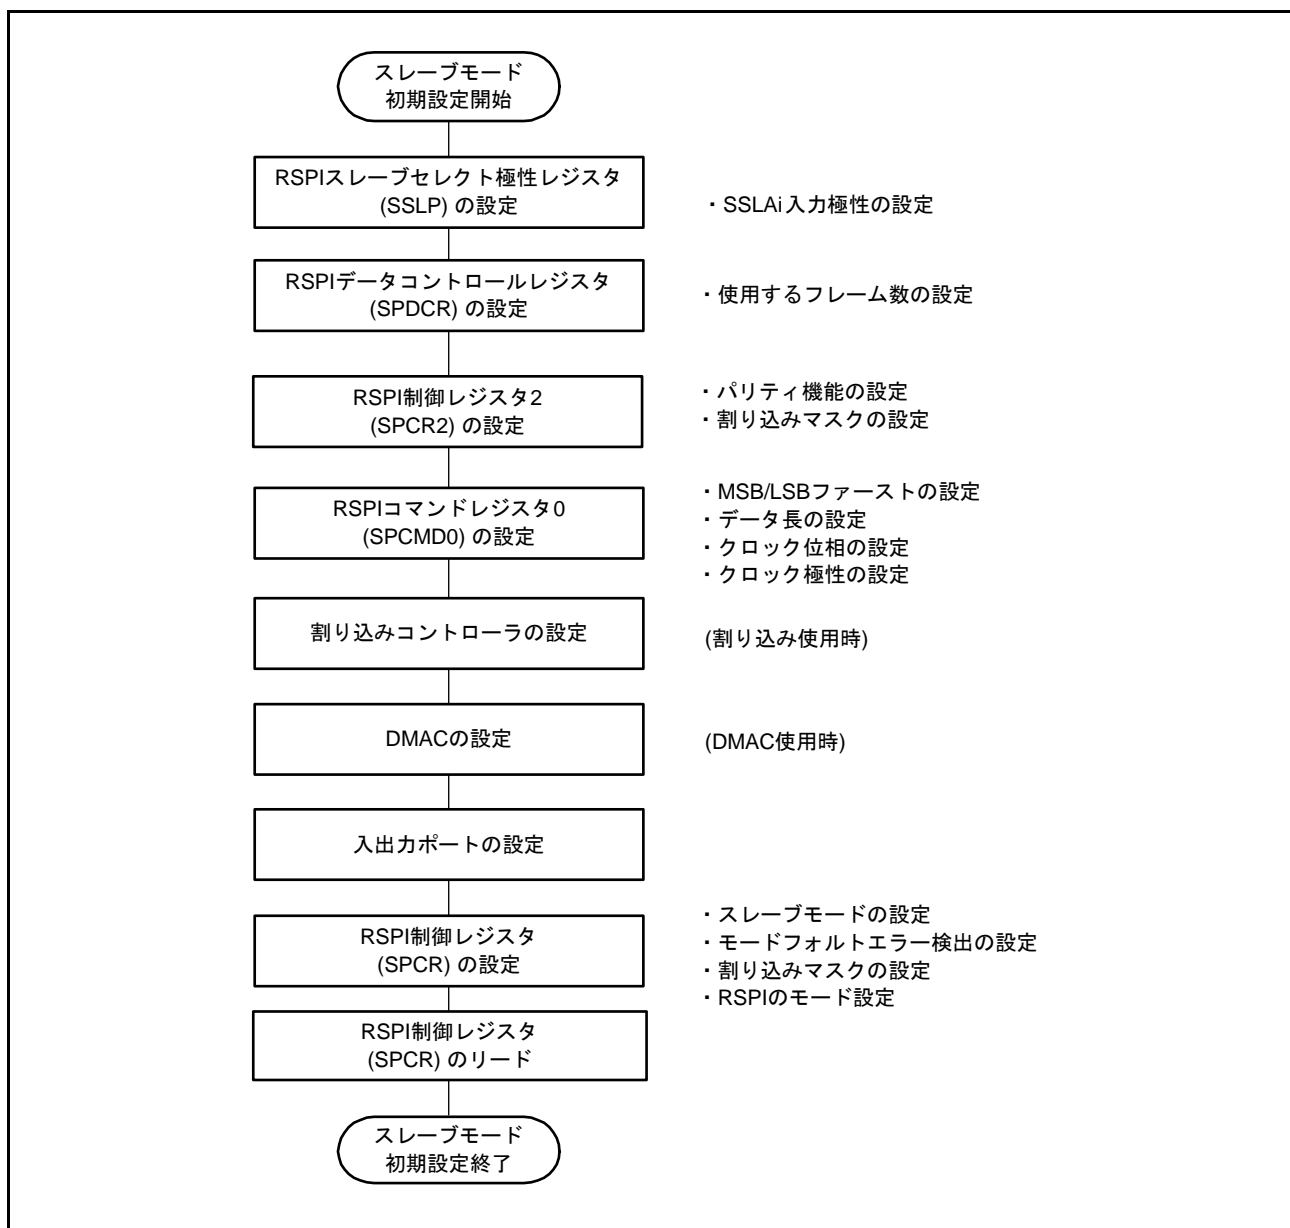 スレーブモード
初期設定開始
RSPIスレーブセレクト極性レジスタ
(SSLP) の設定
・SSLAi入力極性の設定
RSPIデータコントロールレジスタ
(SPDCR) の設定
・使用するフレーム数の設定
RSPI制御レジスタ2
(SPCR2) の設定
・パリティ機能の設定
・割り込みマスクの設定
RSPIコマンドレジスタ0
(SPCMD0) の設定
・MSB/LSBファーストの設定
・データ長の設定
・クロック位相の設定
・クロック極性の設定
割り込みコントローラの設定
(割り込み使用時)
DMACの設定
(DMAC使用時)
入出力ポートの設定
RSPI制御レジスタ
(SPCR) の設定
・スレーブモードの設定
・モードフォルトエラー検出の設定
・割り込みマスクの設定
・RSPIのモード設定
RSPI制御レジスタ
(SPCR) のリード
スレーブモード
初期設定終了